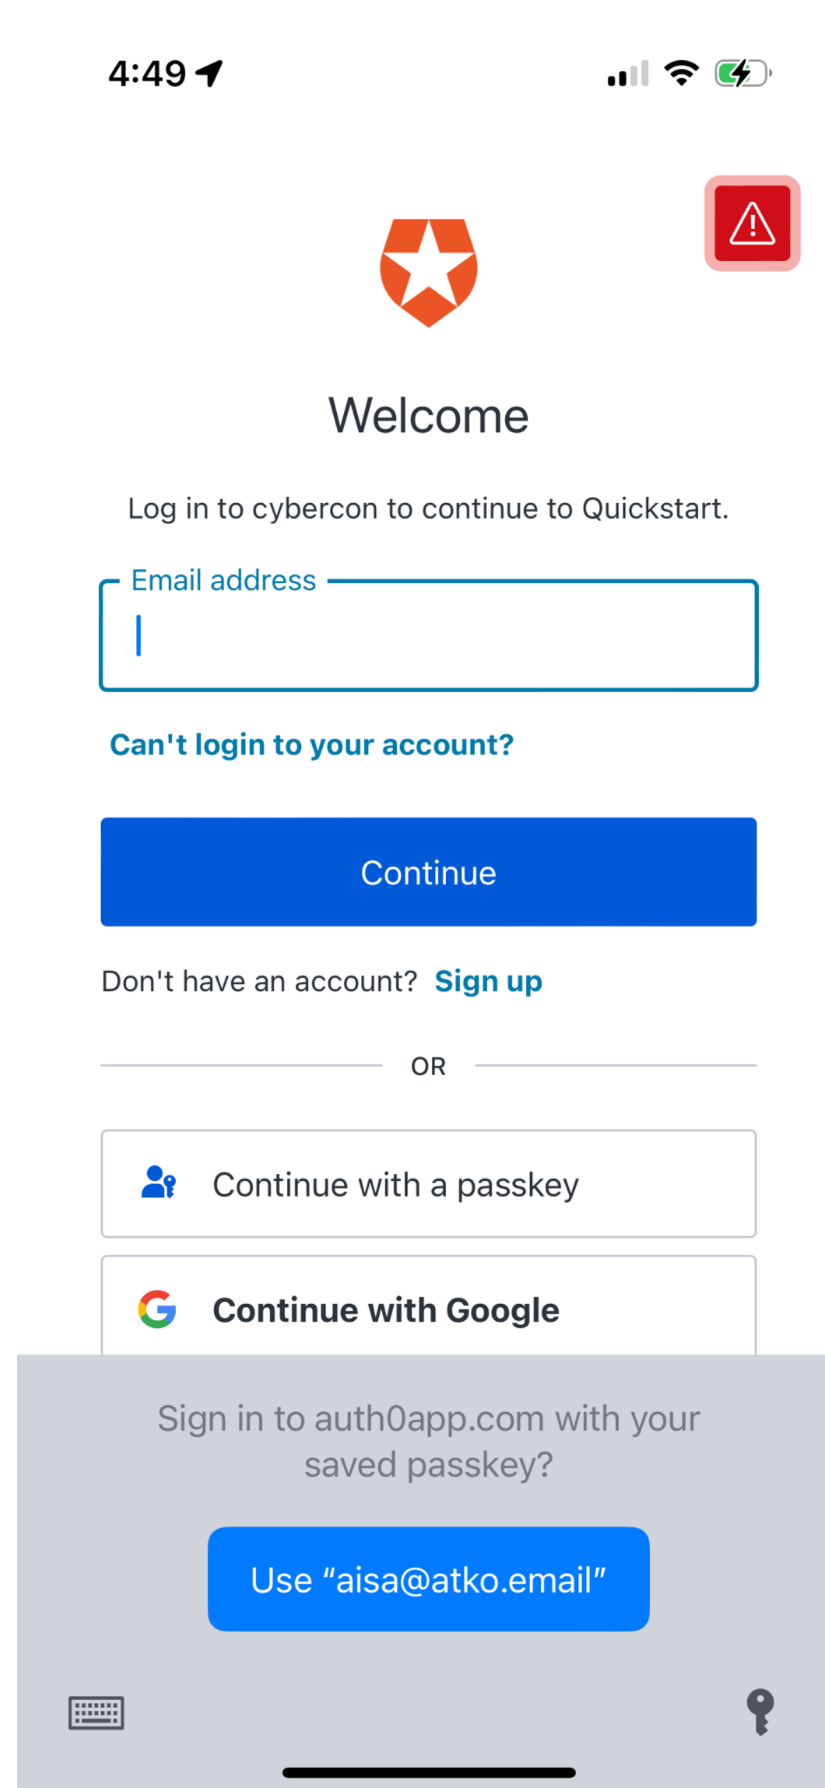 4:49
Welcome
Log in to cybercon to continue to Quickstart.
Email address
Can't login to your account?
Continue
Don't have an account? Sign up
OR
Continue with a passkey
Continue with Google
Sign in to auth0app.com with your
saved passkey?
Use “aisa@atko.email”